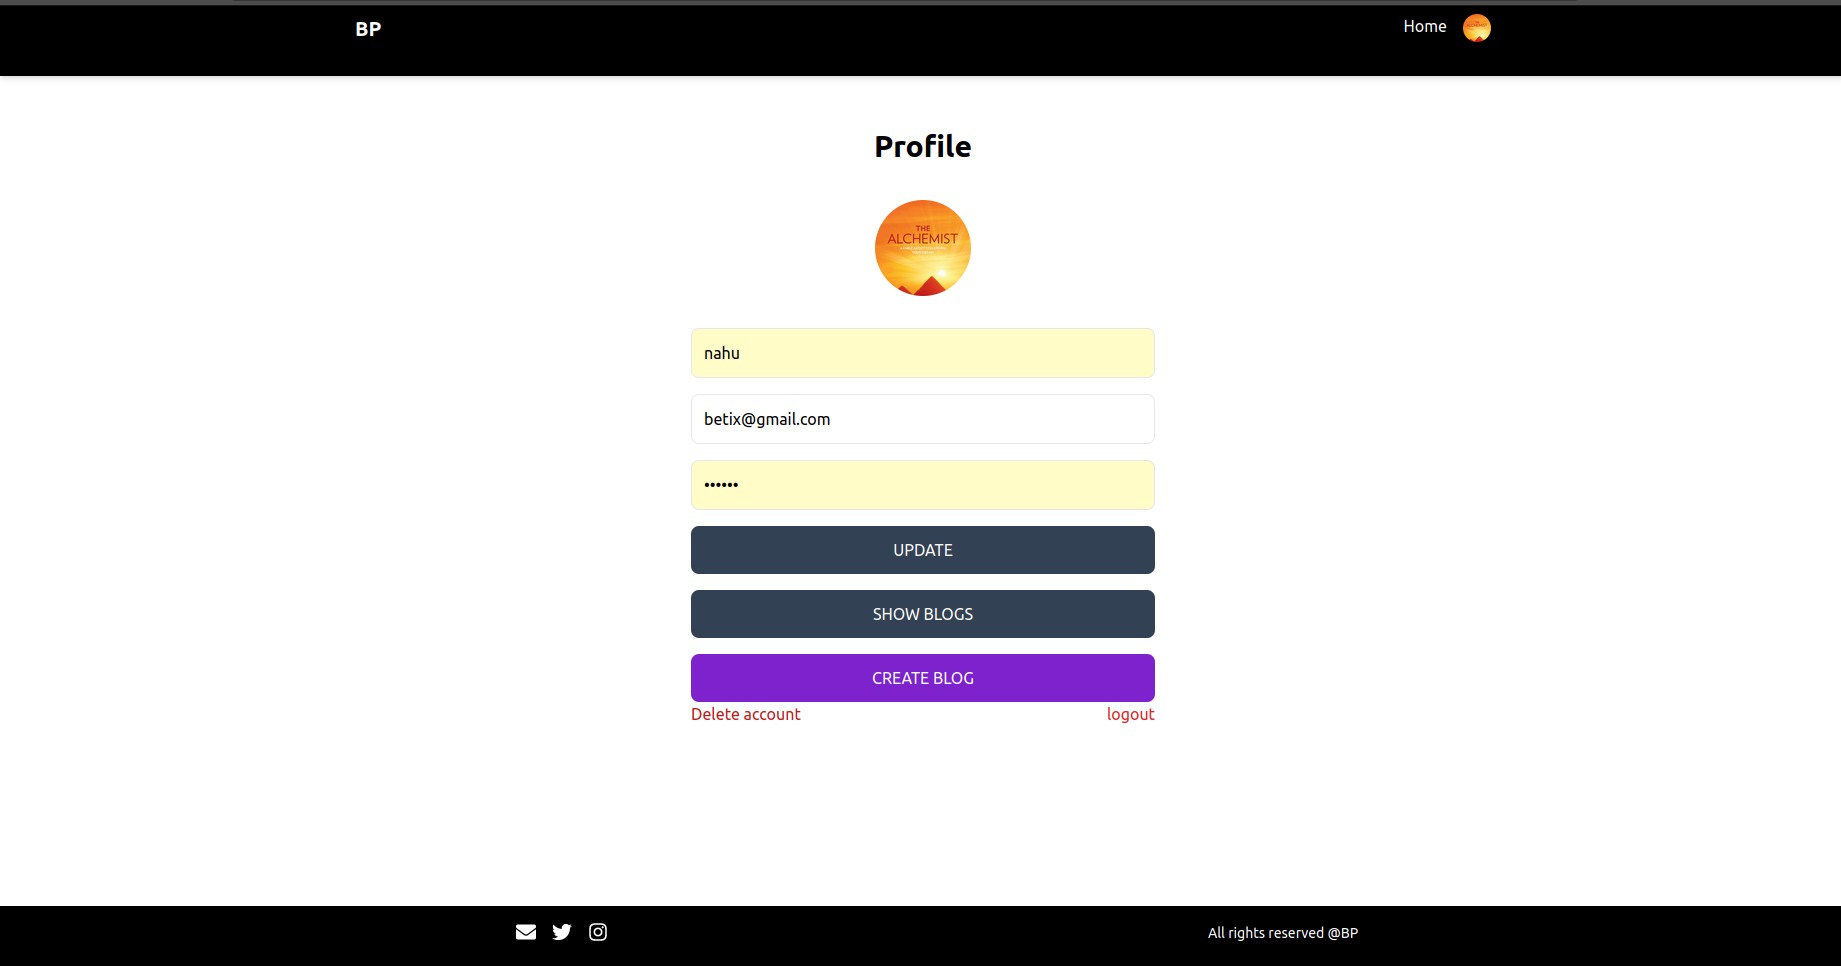 BP
Home
Profile
THE
ALCHEMIST
nahu
betix@gmail.com
••••••
UPDATE
SHOW BLOGS
CREATE BLOG
Delete account
logout
All rights reserved @BP